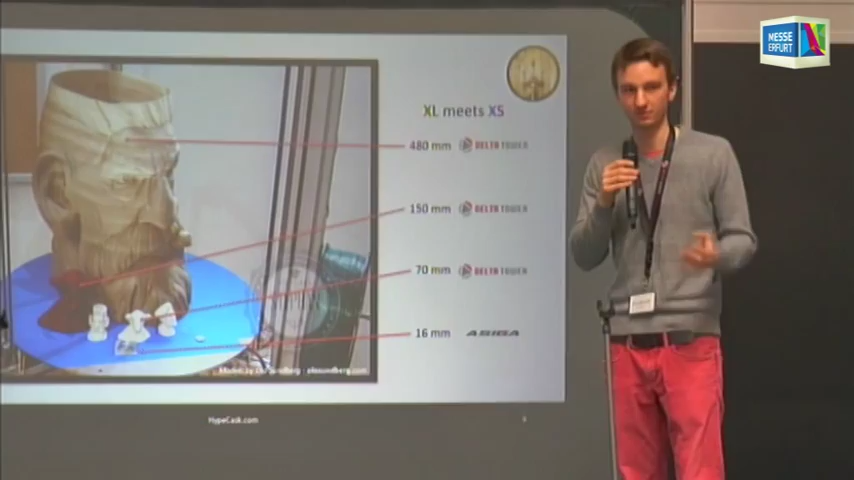 MESSE
ERFURT
XL meets XS
480 mm DELTA TOWER
150 mm DELTA TOWER
70 mm DELTA TOWER
16 mm ASIGA
HypeCask.com